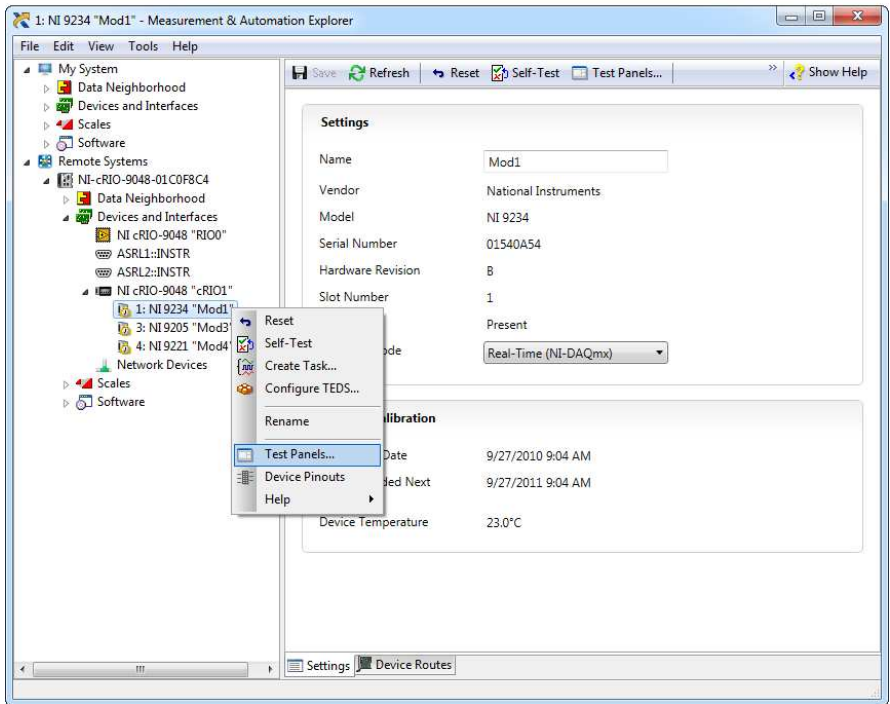 1: NI 9234 "Mod1" - Measurement & Automation Explorer
File Edit View Tools Help
My System
Data Neighborhood
Devices and Interfaces
Scales
Software
Remote Systems
NI-cRIO-9048-01C0F8C4
Data Neighborhood
Devices and Interfaces
NI cRIO-9048 "RIO0"
ASRL1::INSTR
ASRL2::INSTR
NI cRIO-9048 "cRIO1"
1: NI 9234 "Mod1"
3: NI 9205 "Mod3"
4: NI 9221 "Mod4"
Network Devices
Scales
Software
Reset
Self-Test
Create Task...
Configure TEDS...
Rename
Test Panels...
Device Pinouts
Help
Save Refresh Reset Self-Test Test Panels... » Show Help
Settings
Name Mod1
Vendor National Instruments
Model NI 9234
Serial Number 01540A54
Hardware Revision B
Slot Number 1
Present
Real-Time (NI-DAQmx)
libration
Date 9/27/2010 9:04 AM
ded Next 9/27/2011 9:04 AM
Device Temperature 23.0°C
Settings Device Routes